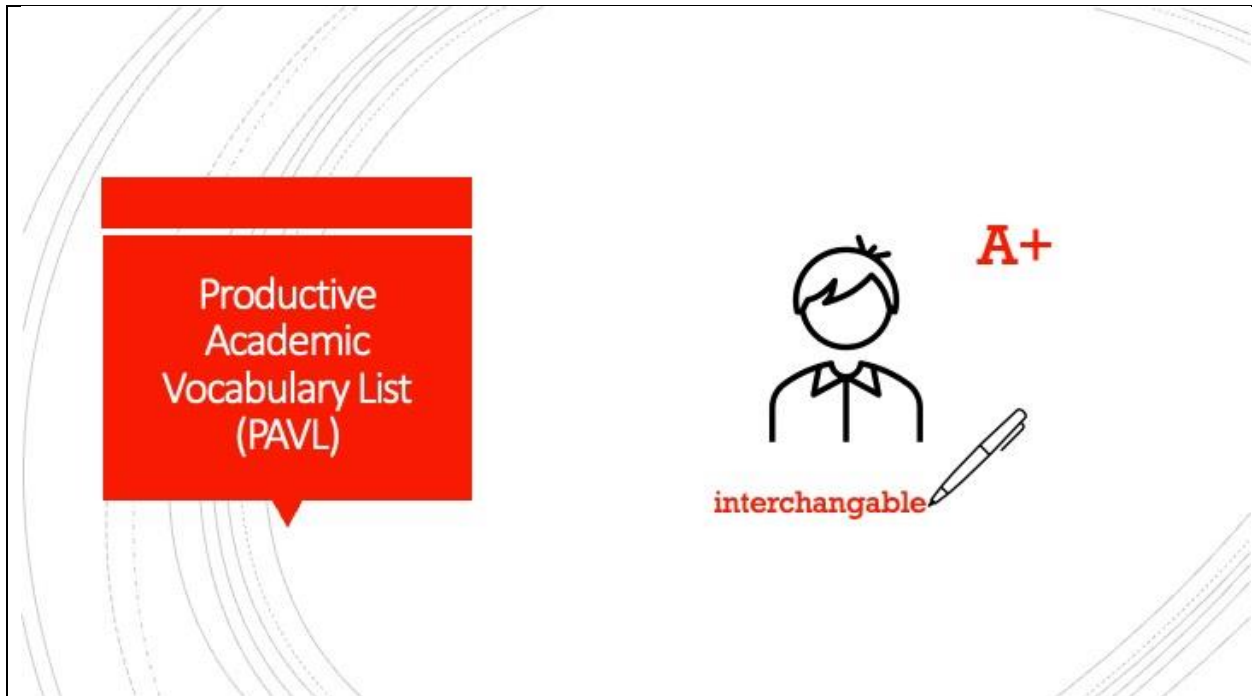 Productive
Academic
Vocabulary List
(PAVL)
A+
interchangable